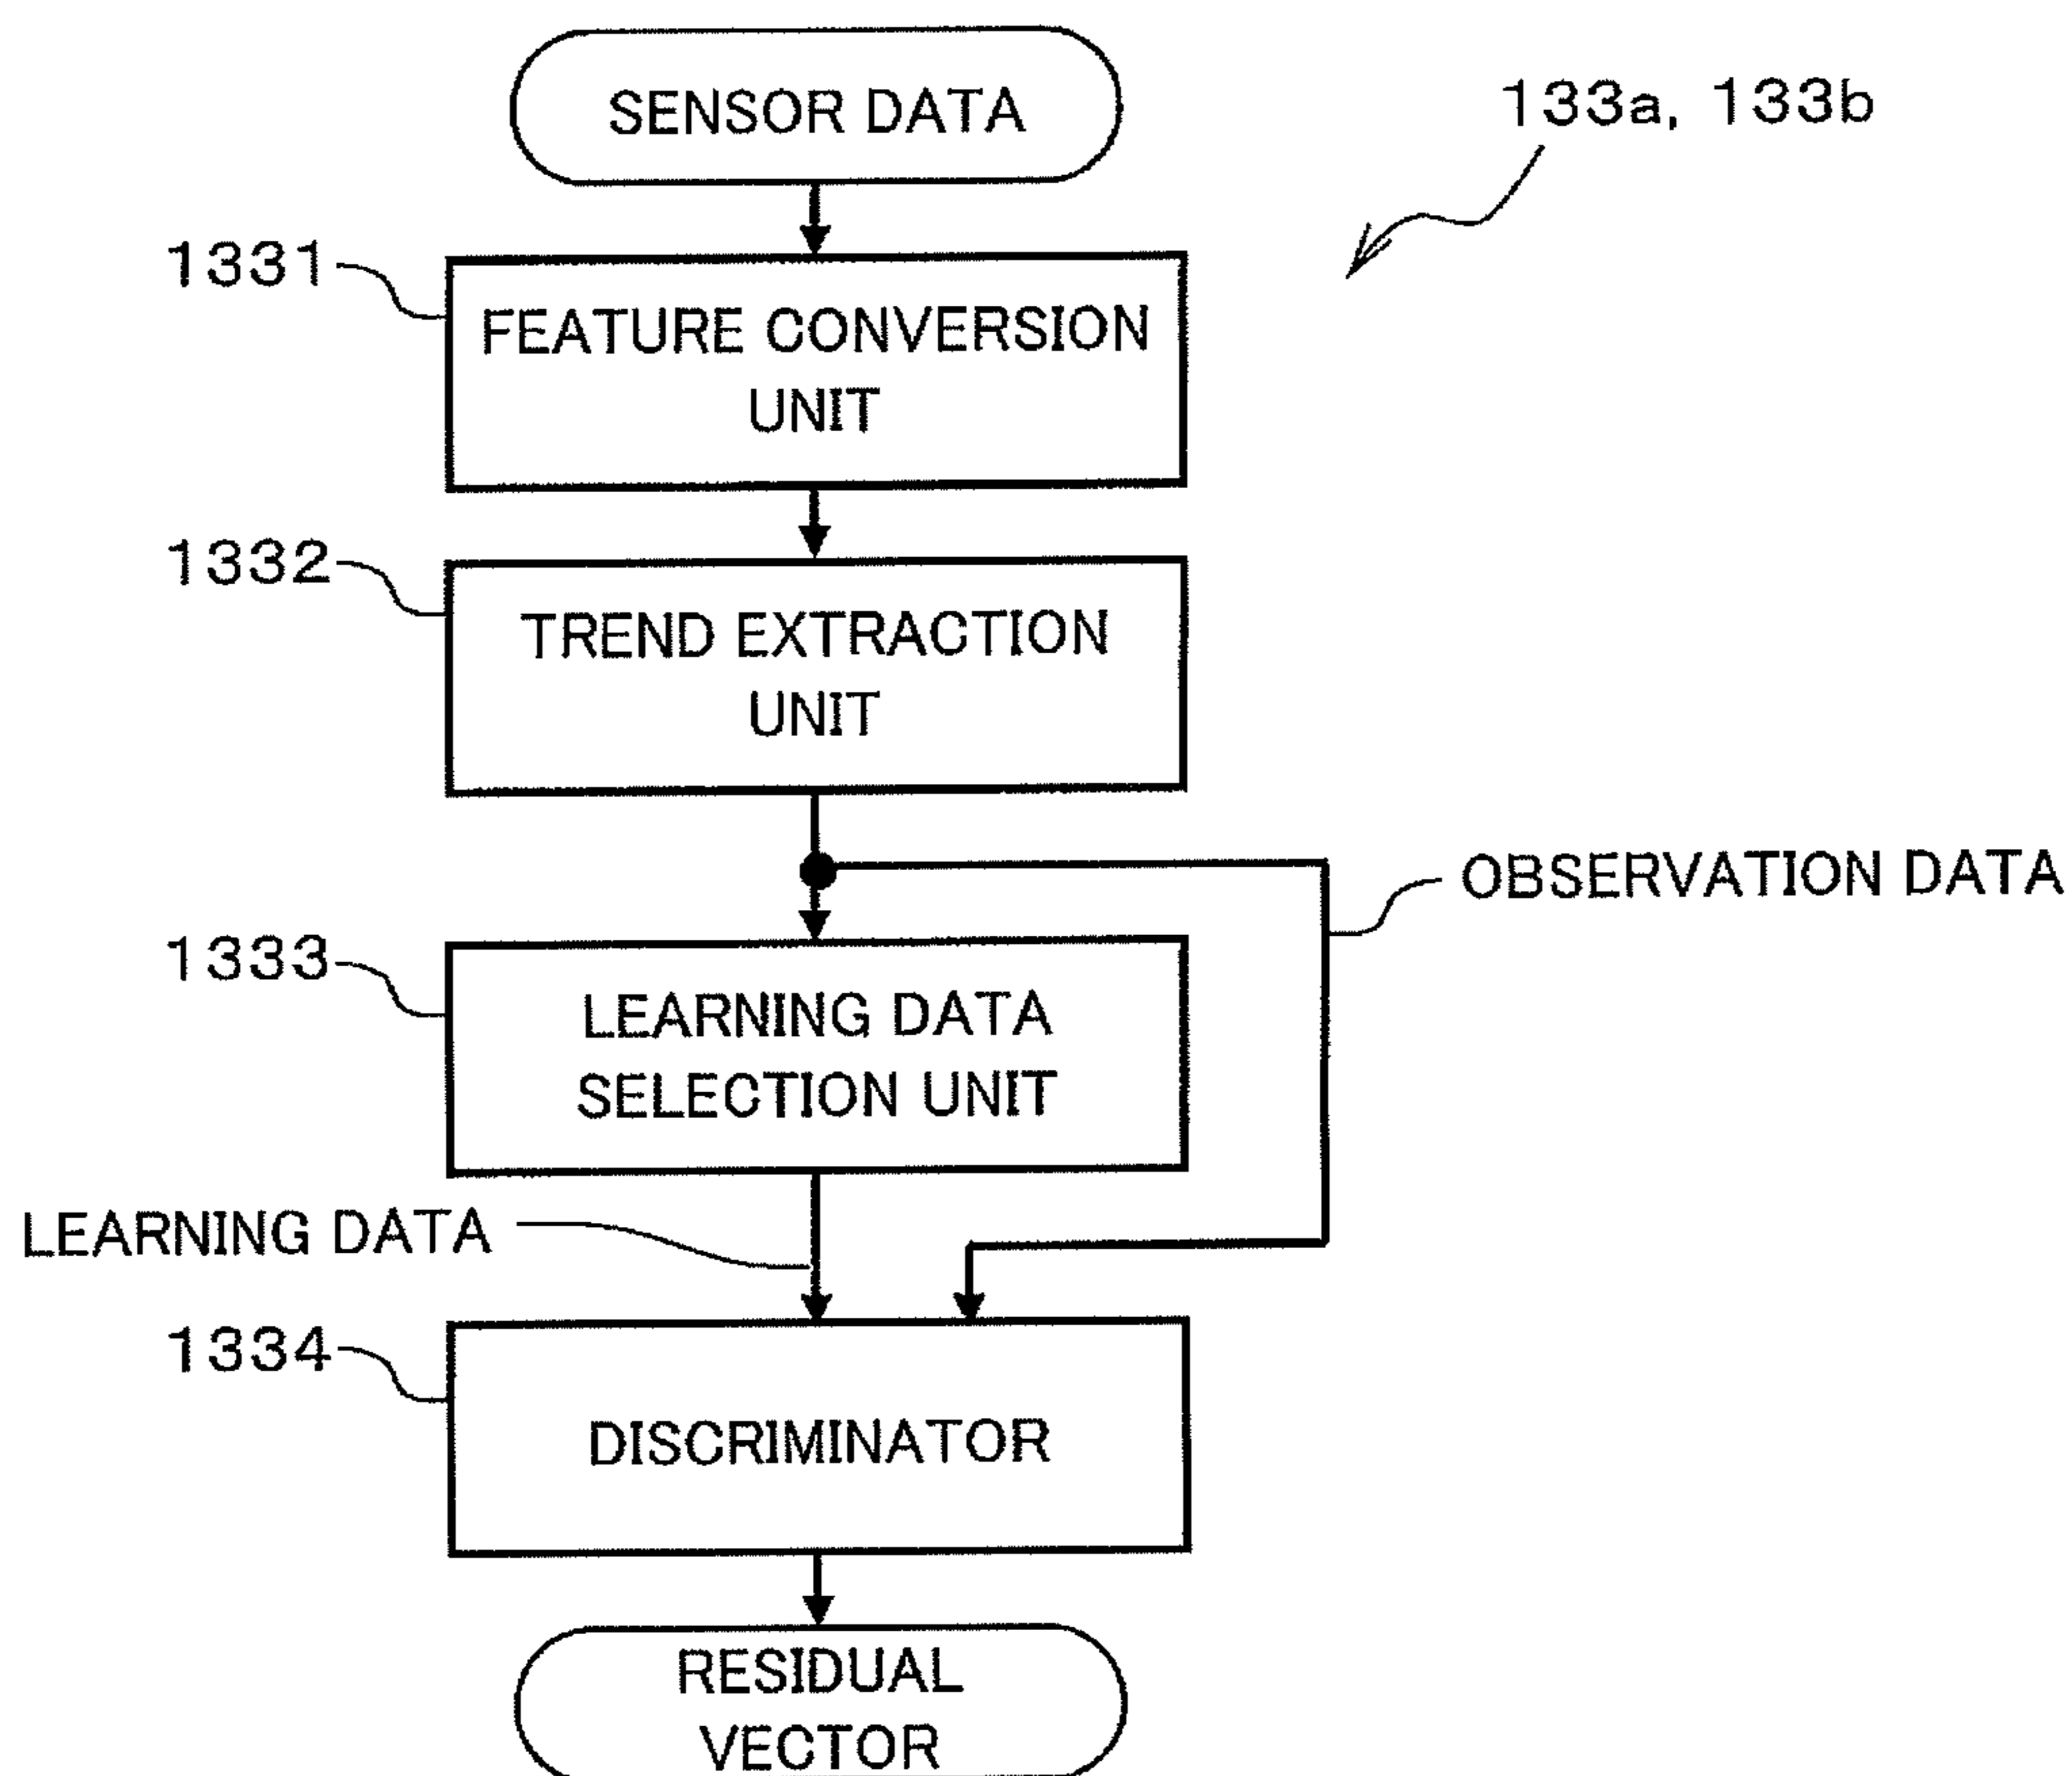 SENSOR DATA
133a, 133b
1331
FEATURE CONVERSION
UNIT
1332
TREND EXTRACTION
UNIT
OBSERVATION DATA
1333
LEARNING DATA
SELECTION UNIT
LEARNING DATA
1334
DISCRIMINATOR
RESIDUAL
VECTOR